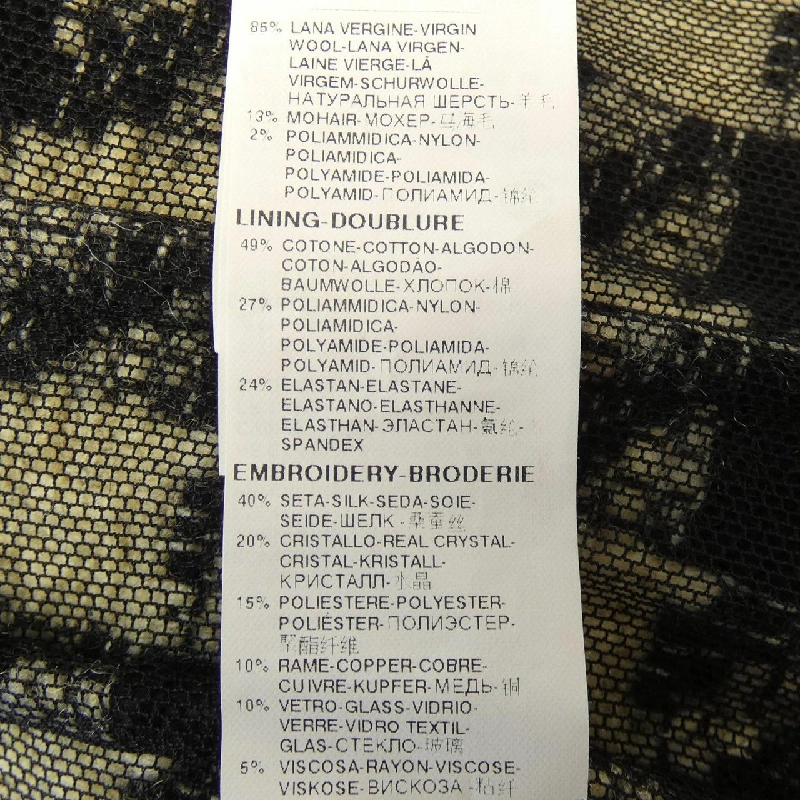 85% LANA VERGINE-VIRGIN
WOOL-LANA VIRGEN-
LAINE VIERGE-LÃ
VIRGEM-SCHURWOLLE-
НАТУРАЛЬНАЯ ШЕРСТЬ-羊毛
13% MOHAIR-МОХЕР-马海毛
2% POLIAMMIDICA-NYLON-
POLIAMIDICA-
POLYAMIDE-POLIAMIDA-
POLYAMID-ПОЛИАМИД-锦纶
LINING-DOUBLURE
49% COTONE-COTTON-ALGODON-
COTON-ALGODÃO-
BAUMWOLLE-ХЛОПОК-棉
27% POLIAMMIDICA-NYLON-
POLIAMIDICA-
POLYAMIDE-POLIAMIDA-
POLYAMID-ПОЛИАМИД-锦纶
24% ELASTAN-ELASTANE-
ELASTANO-ELASTHANNE-
ELASTHAN-ЭЛАСТАН-氨纶-
SPANDEX
EMBROIDERY-BRODERIE
40% SETA-SILK-SEDA-SOIE-
SEIDE-ШЕЛК-桑蚕丝
20% CRISTALLO-REAL CRYSTAL-
CRISTAL-KRISTALL-
КРИСТАЛЛ-水晶
15% POLIESTERE-POLYESTER-
POLIÉSTER-ПОЛИЭСТЕР-
聚酯纤维
10% RAME-COPPER-COBRE-
CUIVRE-KUPFER-МЕДЬ-铜
10% VETRO-GLASS-VIDRIO-
VERRE-VIDRO TEXTIL-
GLAS-СТЕКЛО-玻璃
5% VISCOSA-RAYON-VISCOSE-
VISKOSE-ВИСКОЗА-粘纤